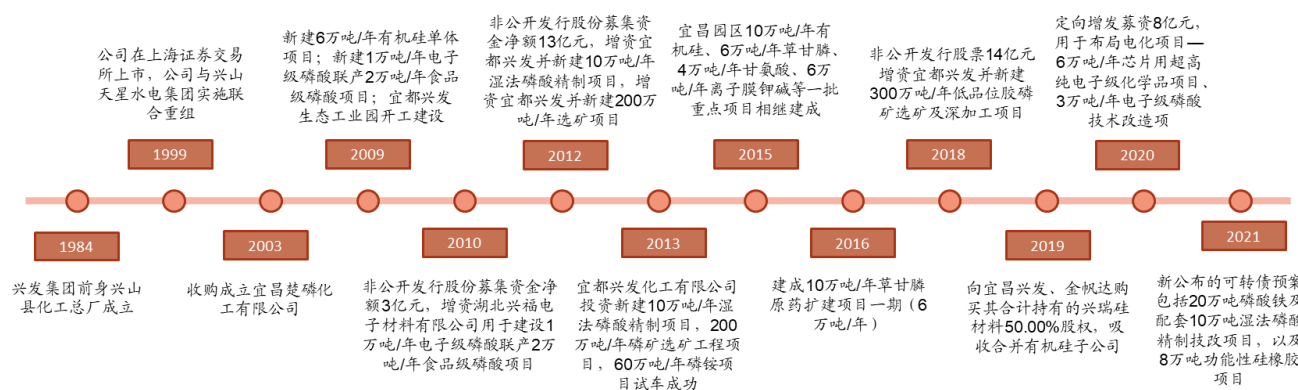 公司在上海证券交易
所上市，公司与兴山
天星水电集团实施联
合重组
1999
新建6万吨/年有机硅单体
项目；新建1万吨/年电子
级磷酸联产2万吨/年食品
级磷酸项目；宜都兴发
生态工业园开工建设
2009
非公开发行股份募集资
金净额13亿元，增资宜
都兴发并新建10万吨/年
湿法磷酸精制项目，增
资宜都兴发并新建200万
吨/年选矿项目
2012
宜昌园区10万吨/年有
机硅、6万吨/年草甘膦、
4万吨/年甘氨酸、6万
吨/年离子膜钾碱等一批
重点项目相继建成
2015
非公开发行股票14亿元
增资宜都兴发并新建
300万吨/年低品位胶磷
矿选矿及深加工项目
2018
定向增发募资8亿元，
用于布局电化项目—
6万吨/年芯片用超高
纯电子级化学品项目、
3万吨/年电子级磷酸
技术改造项
2020
1984
兴发集团前身兴山
县化工总厂成立
2003
收购成立宜昌楚磷化
工有限公司
2010
非公开发行股份募集资金净
额3亿元，增资湖北兴福电
子材料有限公司用于建设1
万吨/年电子级磷酸联产2万
吨/年食品级磷酸项目
2013
宜都兴发化工有限公司
投资新建10万吨/年湿
法磷酸精制项目，200
万吨/年磷矿选矿工程项
目，60万吨/年磷铵项
目试车成功
2016
建成10万吨/年草甘膦
原药扩建项目一期（6
万吨/年）
2019
向宜昌兴发、金帆达购
买其合计持有的兴瑞硅
材料50.00%股权，吸
收合并有机硅子公司
2021
新公布的可转债预案
包括20万吨磷酸铁及
配套10万吨湿法磷酸
精制技改项目，以及
8万吨功能性硅橡胶
项目